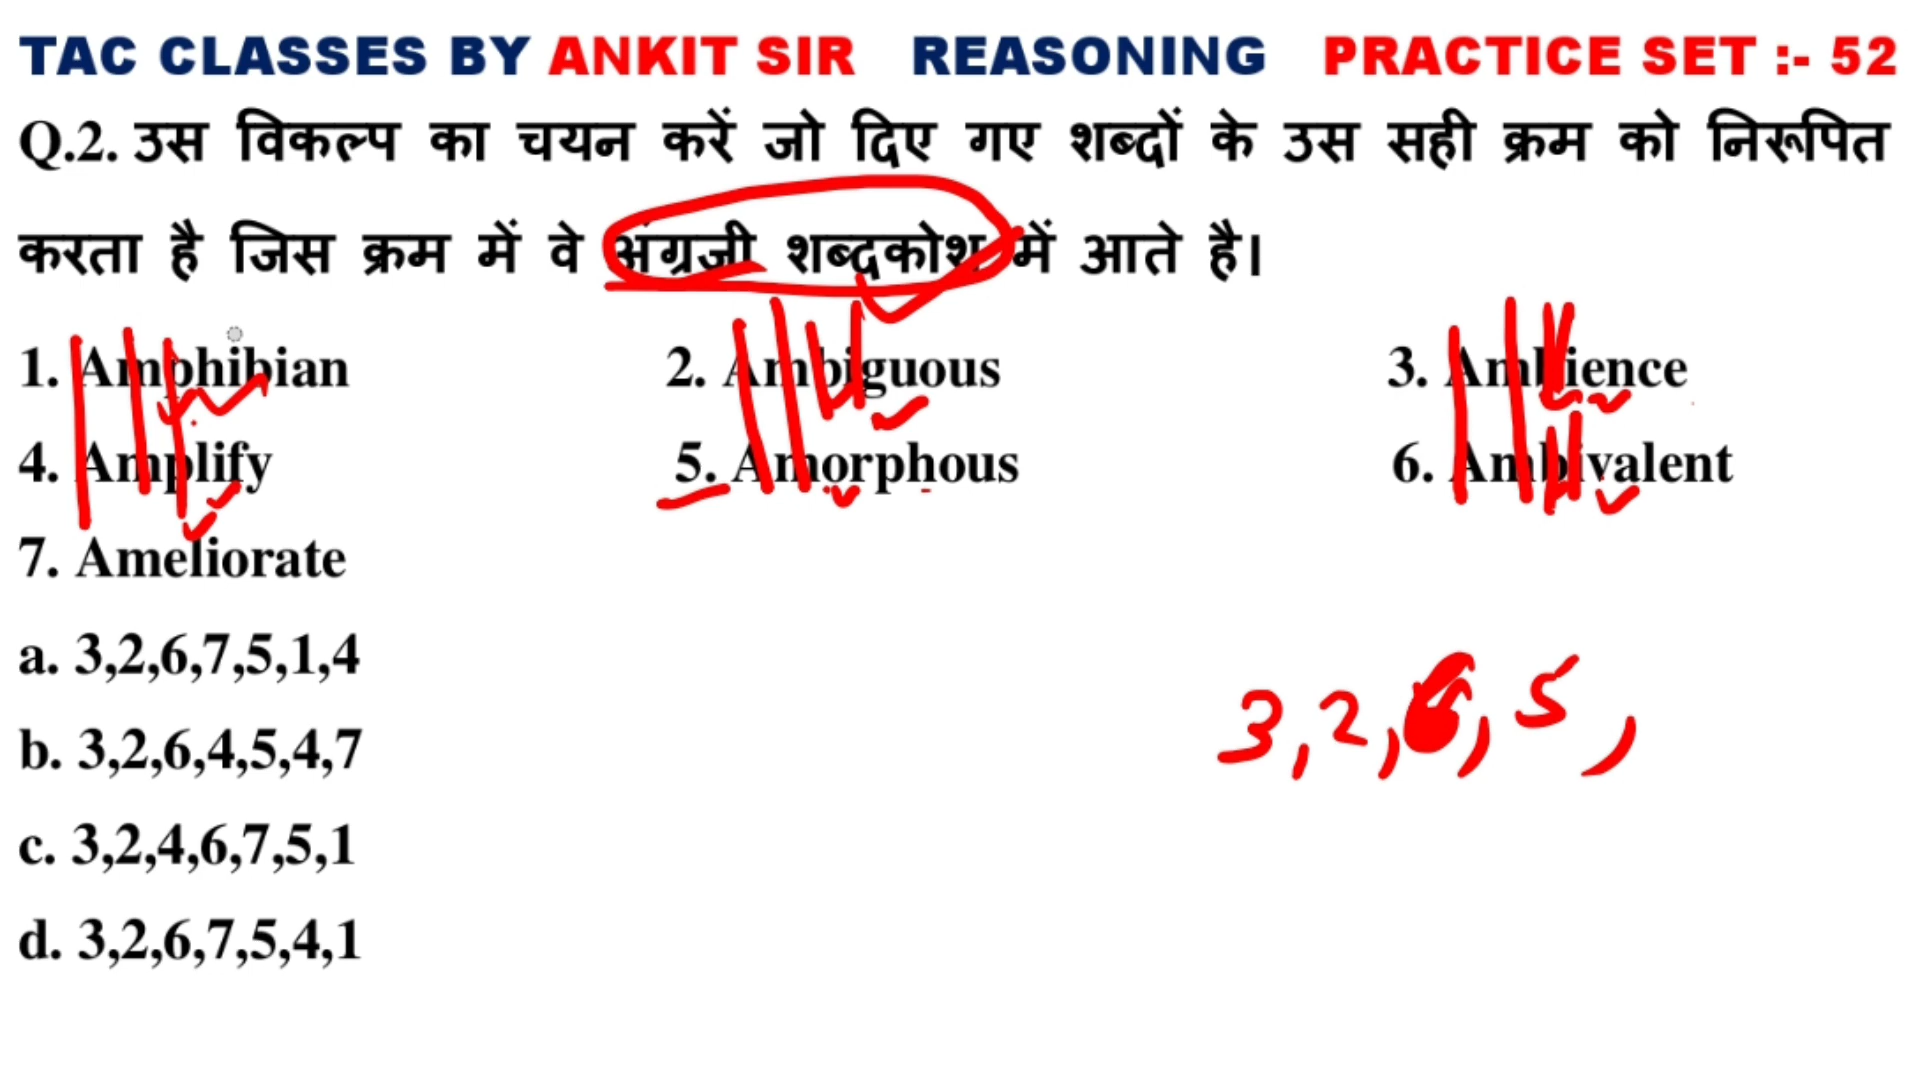 TAC CLASSES BY ANKIT SIR REASONING PRACTICE SET :- 52
Q.2. उस विकल्प का चयन करें जो दिए गए शब्दों के उस सही क्रम को निरूपित
करता है जिस क्रम में वे अंग्रेजी शब्दकोश में आते है।
1. Amphibian 2. Ambiguous 3. Ambience
4. Amplify 5. Amorphous 6. Ambivalent
7. Ameliorate
a. 3,2,6,7,5,1,4
3,2,6,5,
b. 3,2,6,4,5,4,7
c. 3,2,4,6,7,5,1
d. 3,2,6,7,5,4,1